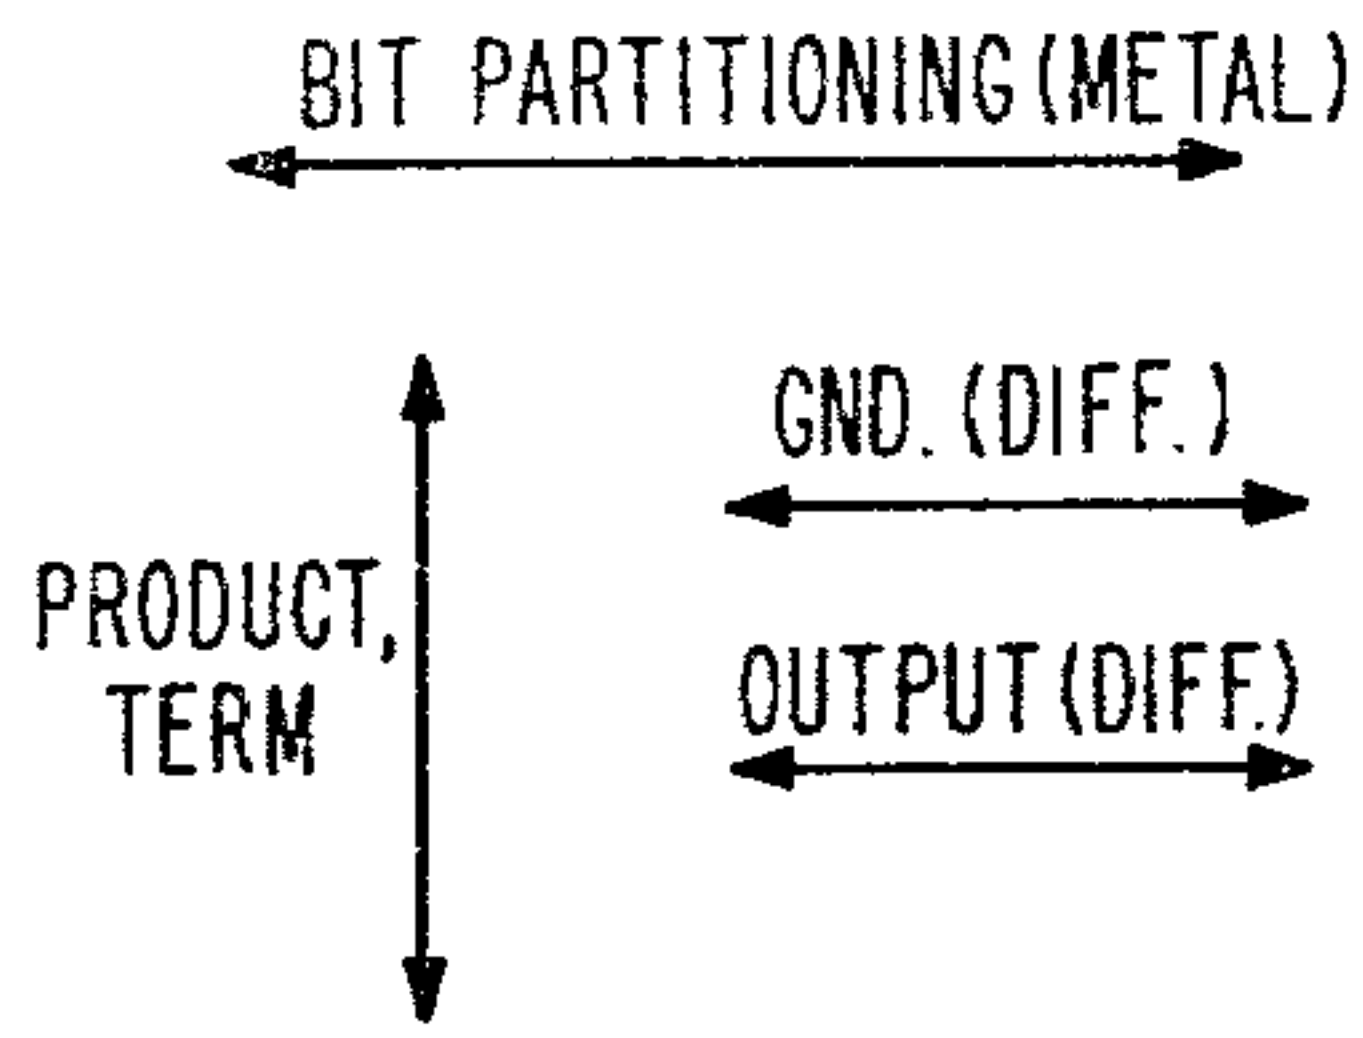 BIT PARTITIONING (METAL)
GND. (DIFF.)
PRODUCT,
TERM
OUTPUT (DIFF.)